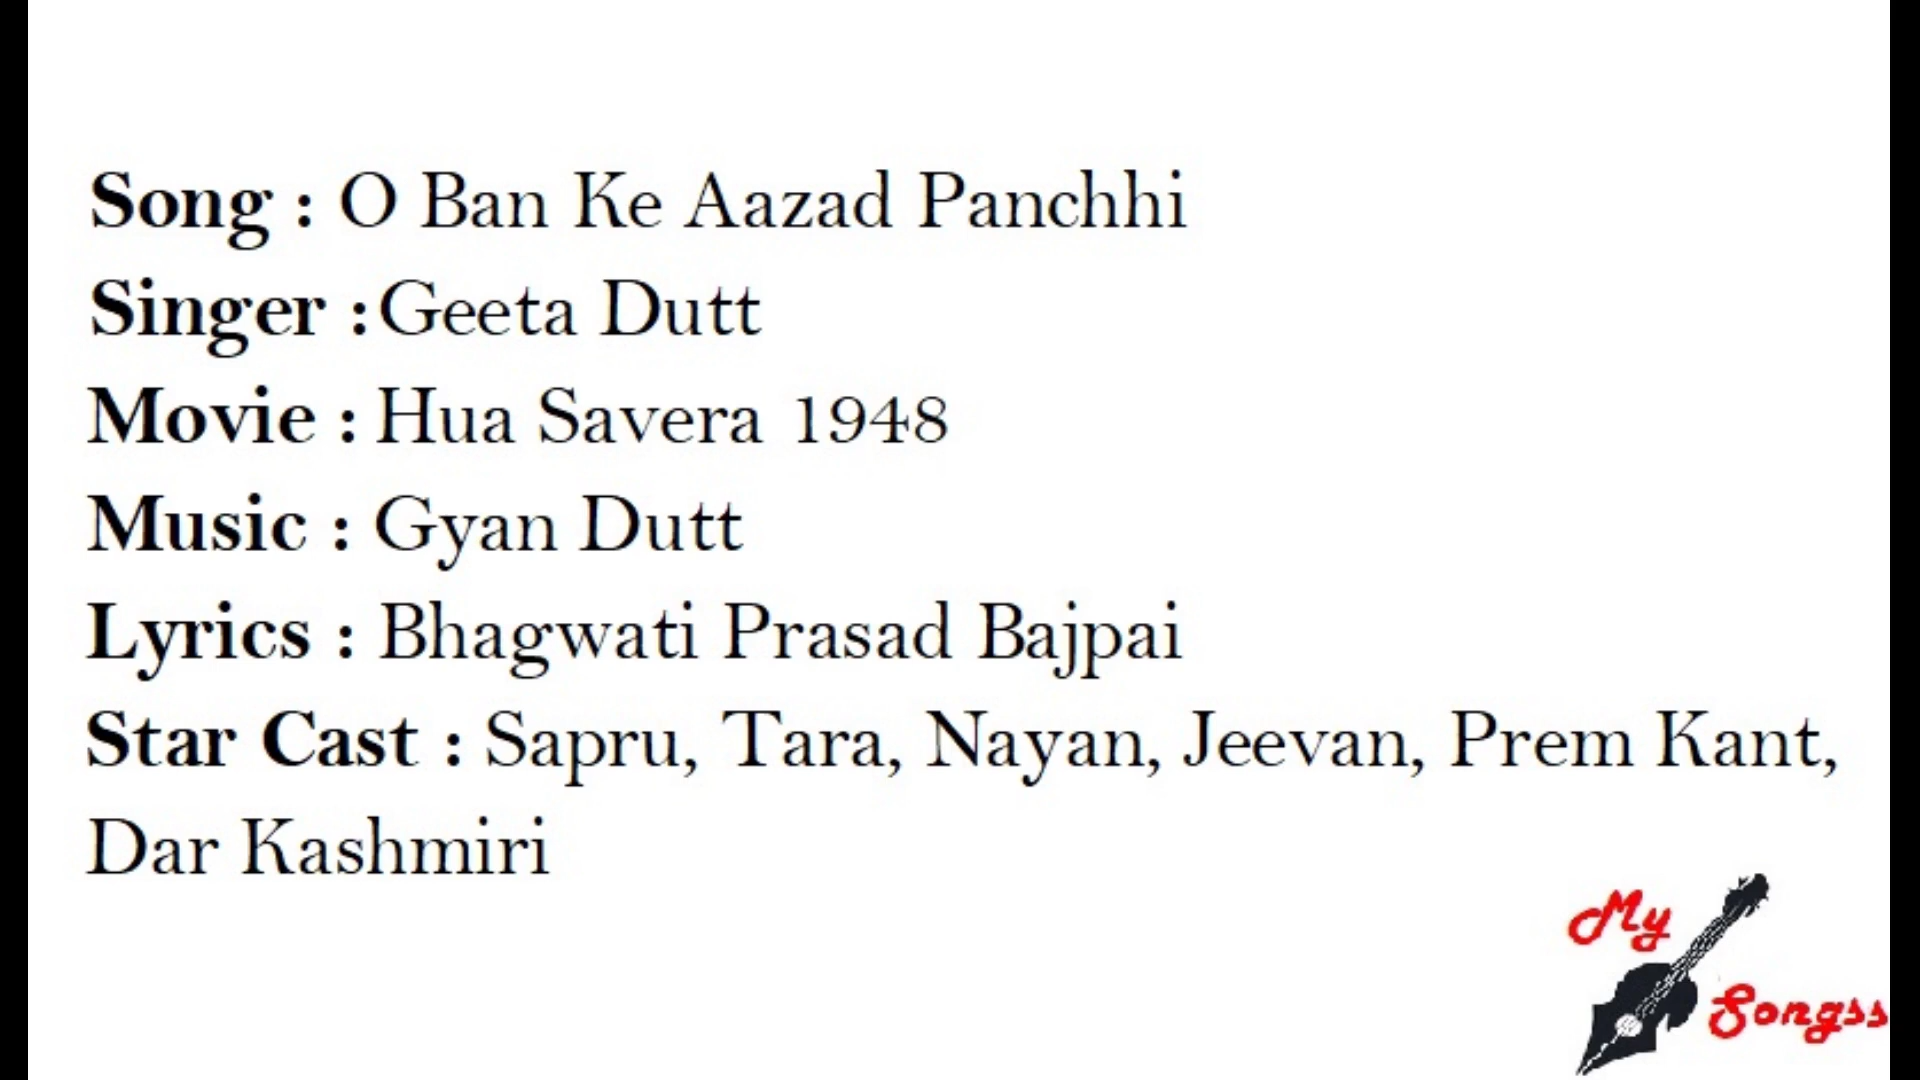 Song : O Ban Ke Aazad Panchhi
Singer :Geeta Dutt
Movie : Hua Savera 1948
Music : Gyan Dutt
Lyrics : Bhagwati Prasad Bajpai
Star Cast : Sapru, Tara, Nayan, Jeevan, Prem Kant,
Dar Kashmiri
My
Songss